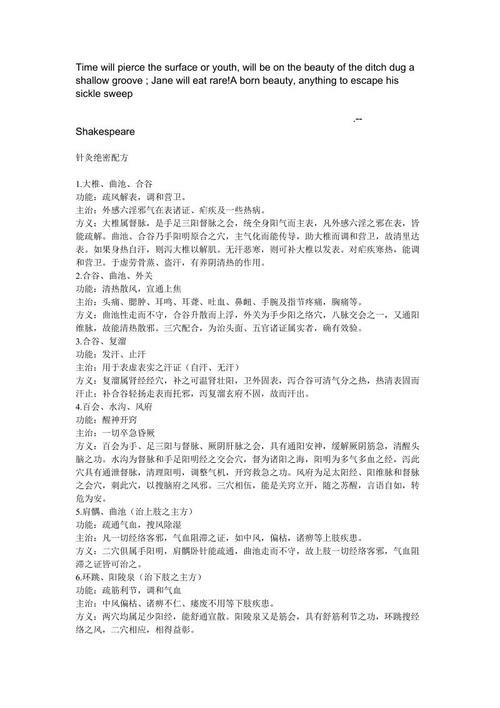 Time will pierce the surface or youth, will be on the beauty of the ditch dug a
shallow groove ; Jane will eat rare!A born beauty, anything to escape his
sickle sweep
.--
Shakespeare
针灸绝密配方
1.大椎、曲池、合谷
功能：疏风解表，调和营卫。
主治：外感六淫邪气在表诸证、疟疾及一些热病。
方义：大椎属督脉，是手足三阳督脉之会，统全身阳气而主表，凡外感六淫之邪在表，皆
能疏解。曲池、合谷乃手阳明原合之穴，主气化而能传导，助大椎而调和营卫，故清里达
表。如果身热自汗，则泻大椎以解肌。无汗恶寒，则可补大椎以发表。对疟疾寒热，能调
和营卫。于虚劳骨蒸、盗汗，有养阴清热的作用。
2.合谷、曲池、外关
功能：清热散风，宣通上焦
主治：头痛、腮肿、耳鸣、耳聋、吐血、鼻衄、手腕及指节疼痛，胸痛等。
方义：曲池性走而不守，合谷升散而上浮，外关为手少阳之络穴，八脉交会之一，又通阳
维脉，故能清热散邪。三穴配合，为治头面、五官诸证属实者，确有效验。
3.合谷、复溜
功能：发汗、止汗
主治：用于表虚表实之汗证（自汗、无汗）
方义：复溜属肾经经穴，补之可温肾壮阳，卫外固表，泻合谷可清气分之热，热清表固而
汗止；补合谷轻扬走表而托邪，泻复溜玄府不固，故而汗出。
4.百会、水沟、风府
功能：醒神开窍
主治：一切卒急昏厥
方义：百会为手、足三阳与督脉、厥阴肝脉之会，具有通阳安神，缓解厥阴筋急，清醒头
脑之功。水沟为督脉和手足阳明经之交会穴，督为诸阳之海，阳明为多气多血之经，泻此
穴具有通泄督脉，清理阳明，调整气机，开窍救急之功。风府为足太阳经、阳维脉和督脉
之会穴，刺此穴，以搜脑府之风邪。三穴相伍，能是关窍立开，随之苏醒，言语自如，转
危为安。
5.肩髃、曲池（治上肢之主方）
功能：疏通气血，搜风除湿
主治：凡一切经络客邪，气血阻滞之证，如中风，偏枯，诸痹等上肢疾患。
方义：二穴俱属手阳明，肩髃卧针能疏通，曲池走而不守，故上肢一切经络客邪，气血阻
滞之证皆可治之。
6.环跳、阳陵泉（治下肢之主方）
功能：疏筋利节，调和气血
主治：中风偏枯、诸痹不仁、痿废不用等下肢疾患。
方义：两穴均属足少阳经，能舒通宣散。阳陵泉又是筋会，具有舒筋利节之功，环跳搜经
络之风，二穴相应，相得益彰。